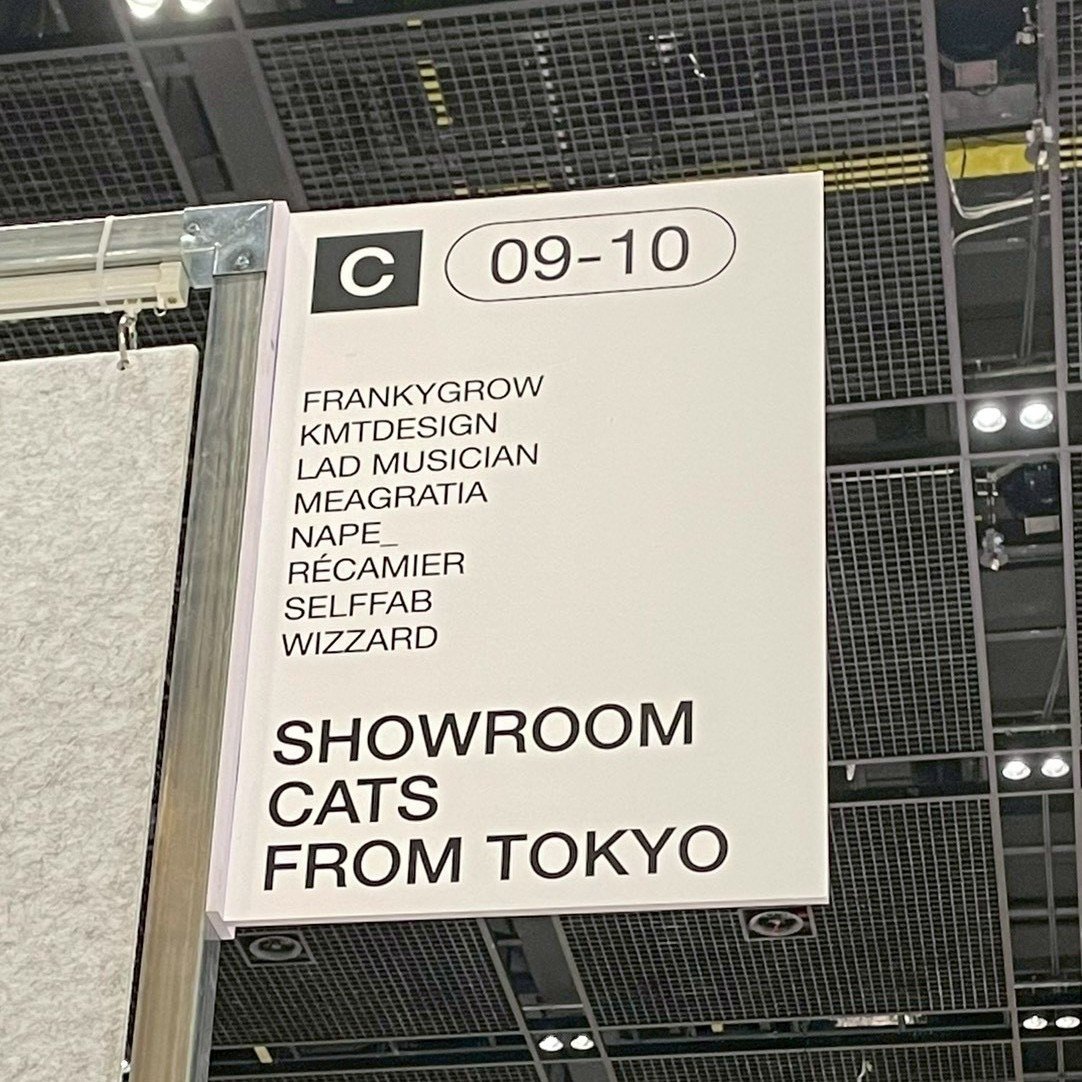 C 09-10
FRANKYGROW
KMTDESIGN
LAD MUSICIAN
MEAGRATIA
NAPE_
RÉCAMIER
SELFFAB
WIZZARD
SHOWROOM
CATS
FROM TOKYO